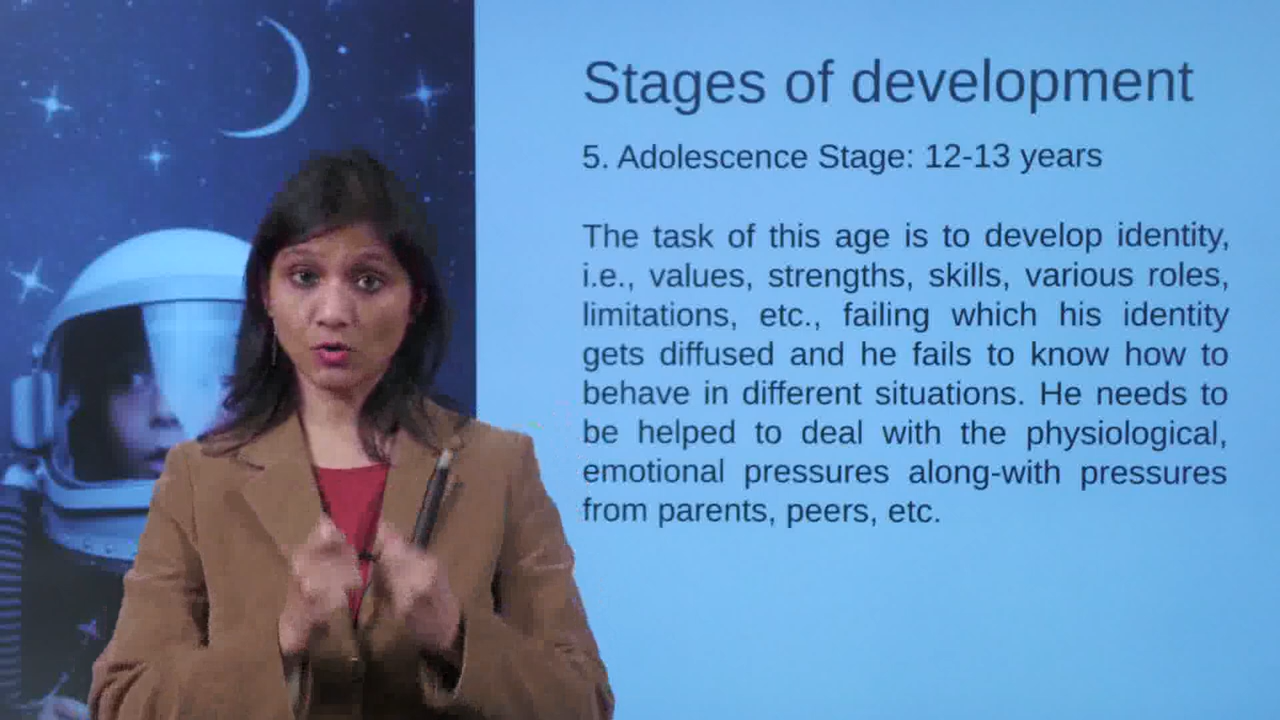 Stages of development
5. Adolescence Stage: 12-13 years
The task of this age is to develop identity,
i.e., values, strengths, skills, various roles,
limitations, etc., failing which his identity
gets diffused and he fails to know how to
behave in different situations. He needs to
be helped to deal with the physiological,
emotional pressures along-with pressures
from parents, peers, etc.